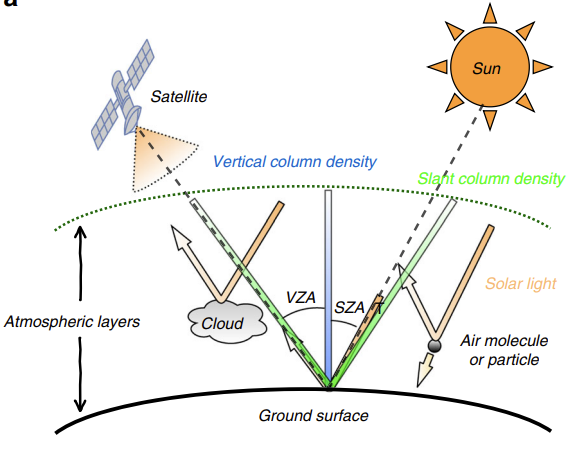 a
Sun
Satellite
Vertical column density
Slant column density
Solar light
VZA
SZA
Atmospheric layers
Cloud
Air molecule
or particle
Ground surface